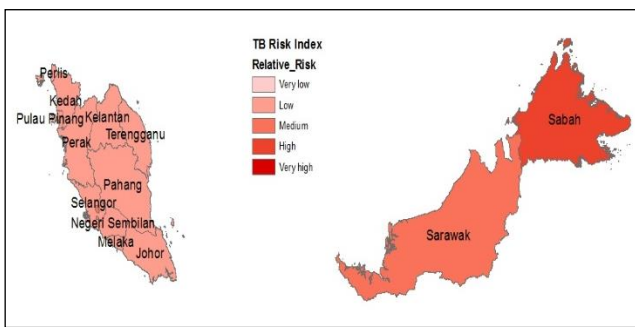 TB Risk Index
Relative_Risk
Very low
Low
Medium
High
Very high
Perlis
Kedah
Pulau Pinang
Kelantan
Terengganu
Perak
Pahang
Selangor
Negeri Sembilan
Melaka
Johor
Sabah
Sarawak